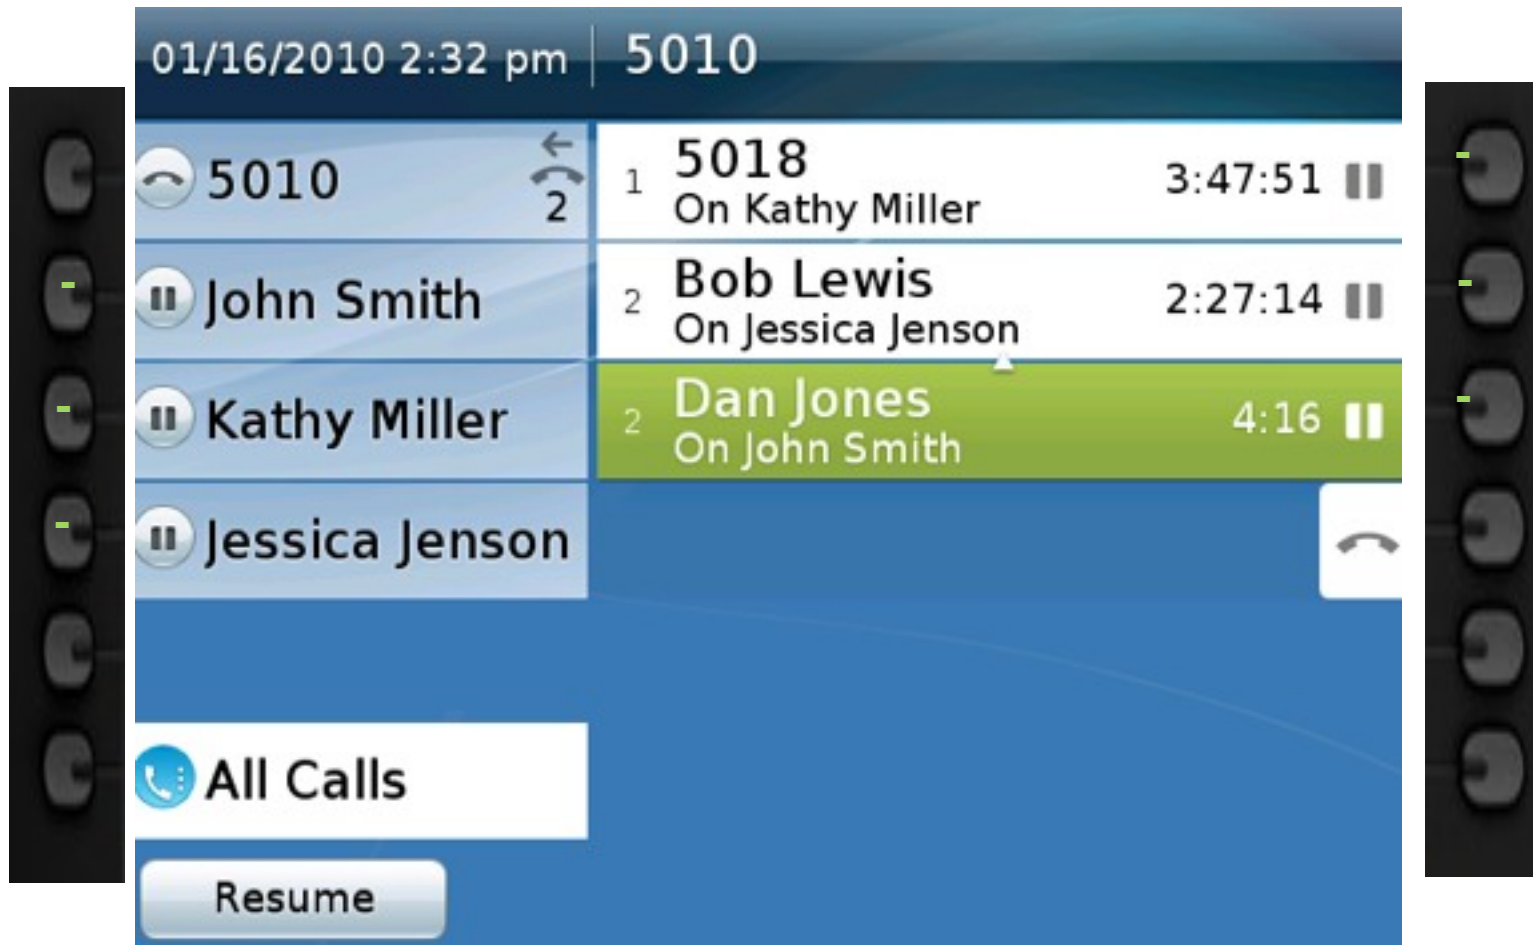 01/16/2010 2:32 pm 5010
5010
2
John Smith
Kathy Miller
Jessica Jenson
All Calls
Resume
1 5018 3:47:51
On Kathy Miller
2 Bob Lewis 2:27:14
On Jessica Jenson
2 Dan Jones 4:16
On John Smith